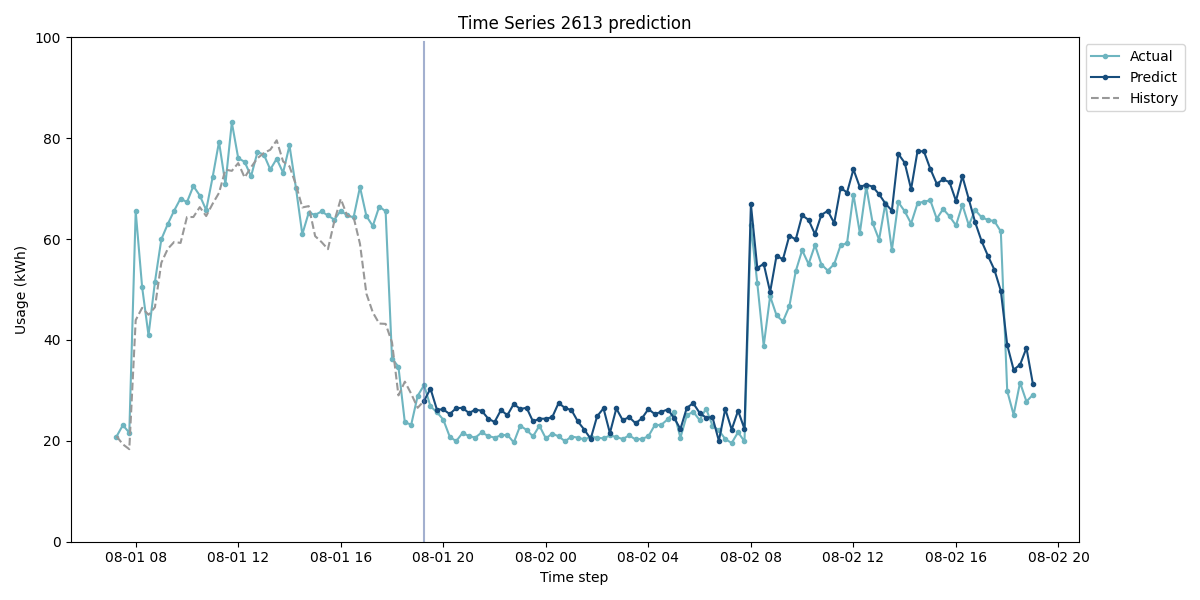 Time Series 2613 prediction
100
80
60
40
20
0
Usage (kWh)
08-01 08
08-01 12
08-01 16
08-01 20
08-02 00
08-02 04
08-02 08
08-02 12
08-02 16
08-02 20
Time step
Actual
Predict
History